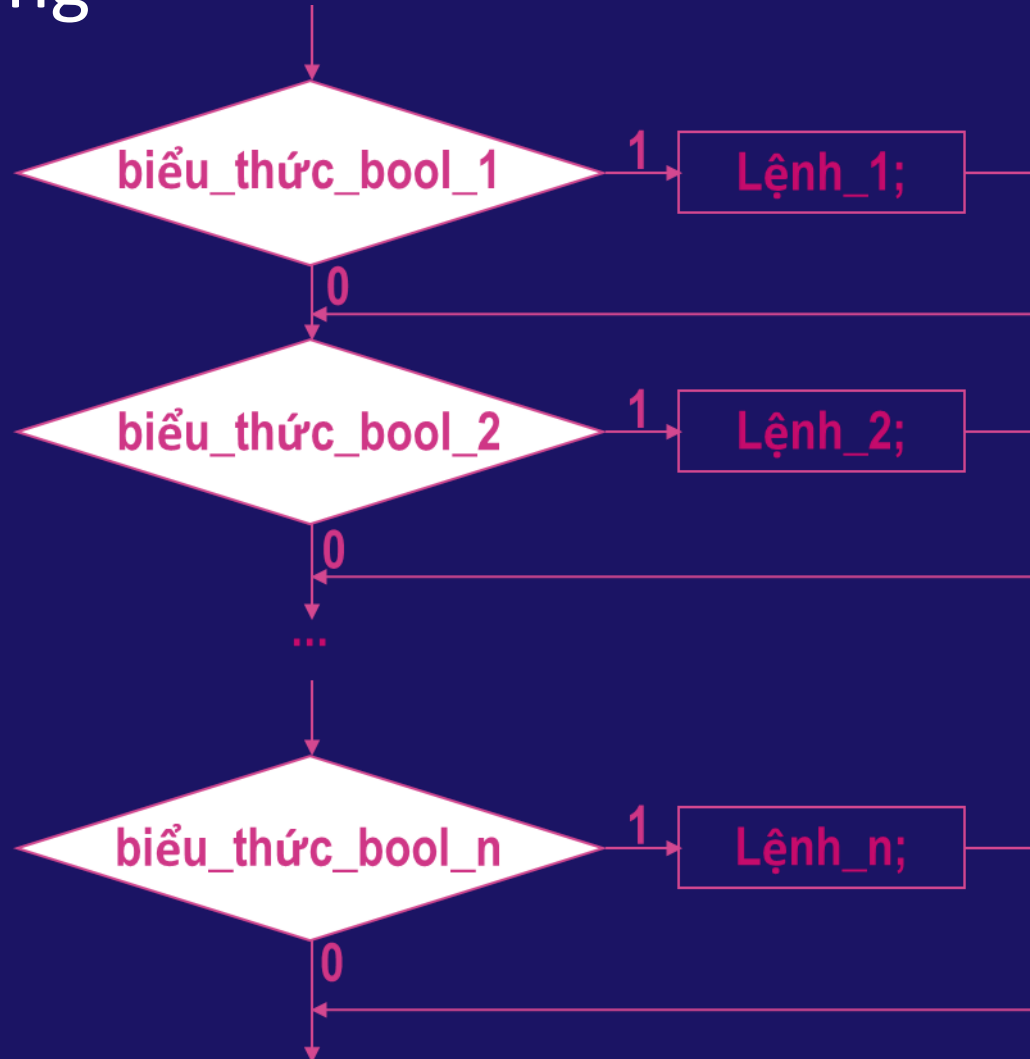 biểu_thức_bool_1
1
Lệnh_1;
0
biểu_thức_bool_2
1
Lệnh_2;
0
...
biểu_thức_bool_n
1
Lệnh_n;
0